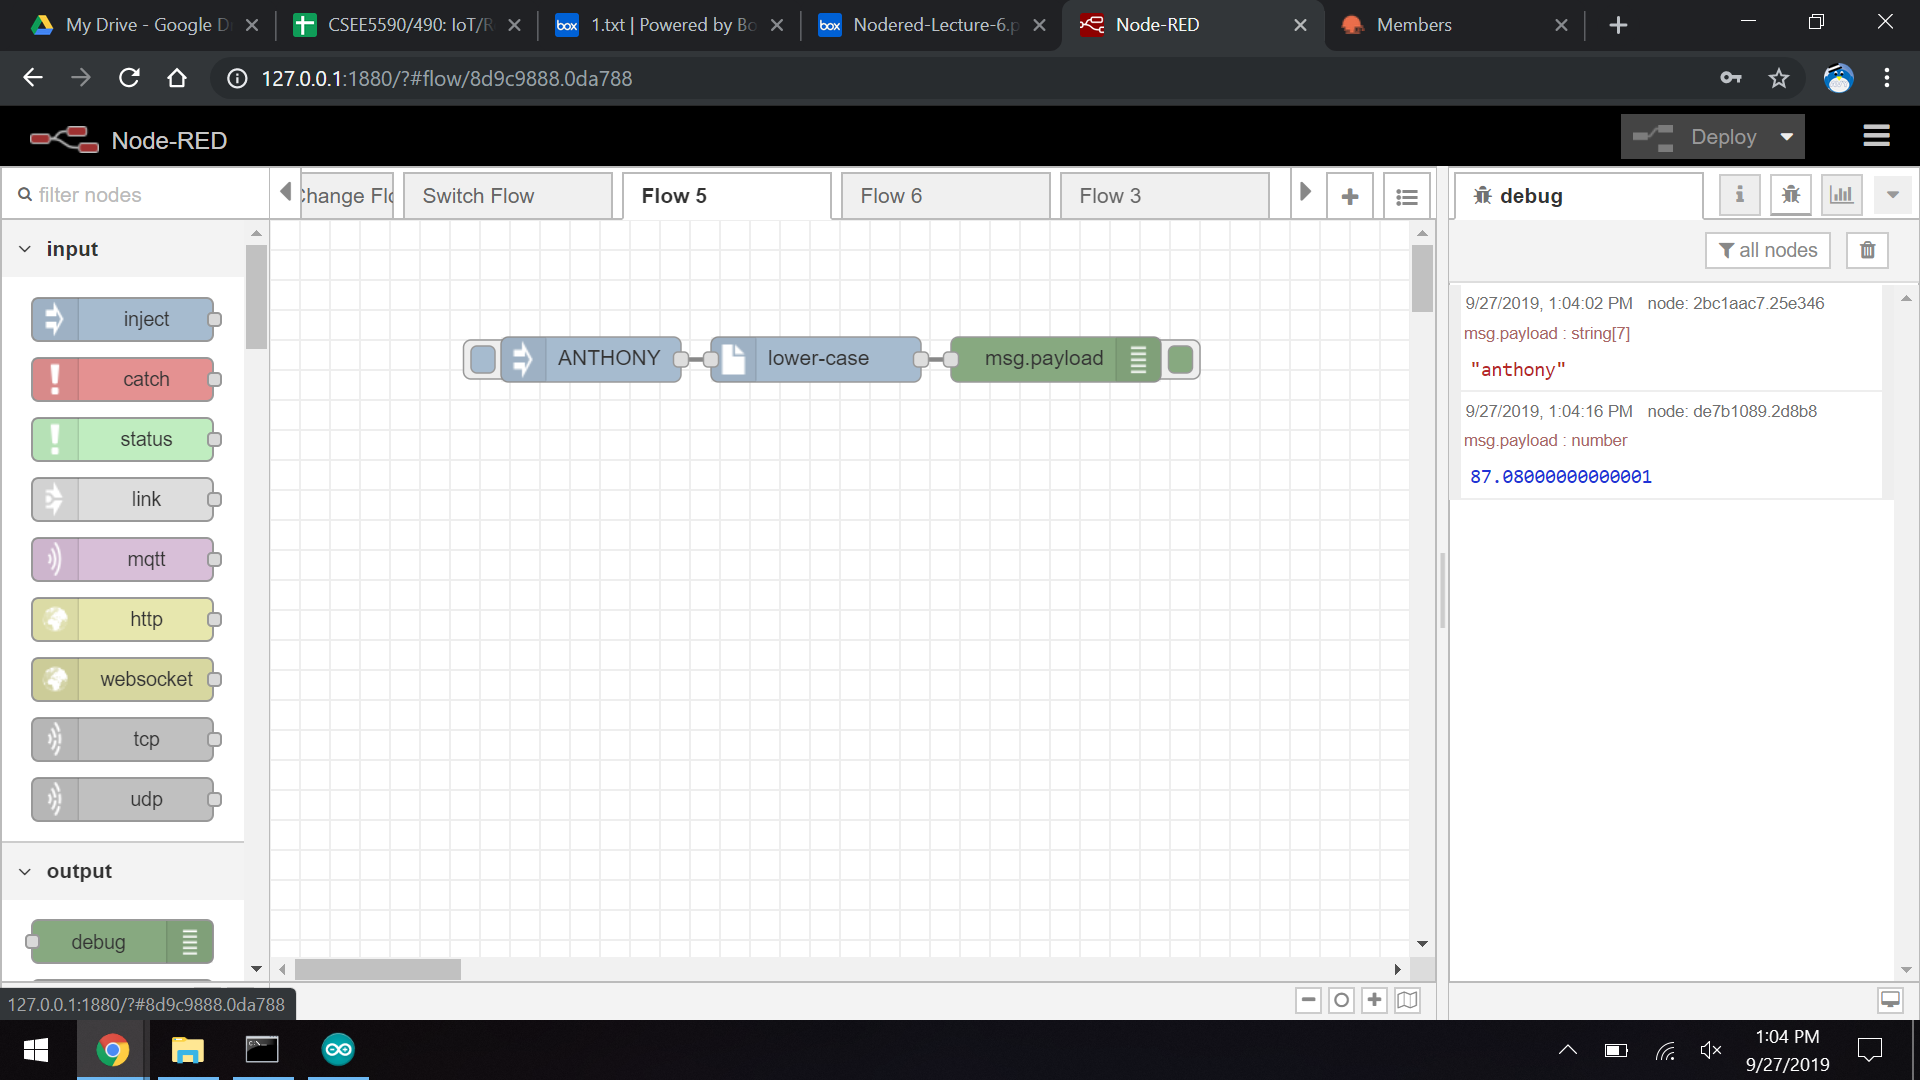 My Drive - Google D
CSEE5590/490: IoT/R
box 1.txt | Powered by Bo
box Nodered-Lecture-6.p
Node-RED
Members
127.0.0.1:1880/?#flow/8d9c9888.0da788
Node-RED
Deploy
filter nodes
Change Flo
Switch Flow
Flow 5
Flow 6
Flow 3
debug
all nodes
input
inject
catch
status
link
mqtt
http
websocket
tcp
udp
output
debug
ANTHONY
lower-case
msg.payload
9/27/2019, 1:04:02 PM node: 2bc1aac7.25e346
msg.payload : string[7]
"anthony"
9/27/2019, 1:04:16 PM node: de7b1089.2d8b8
msg.payload : number
87.08000000000001
127.0.0.1:1880/?#8d9c9888.0da788
1:04 PM
9/27/2019